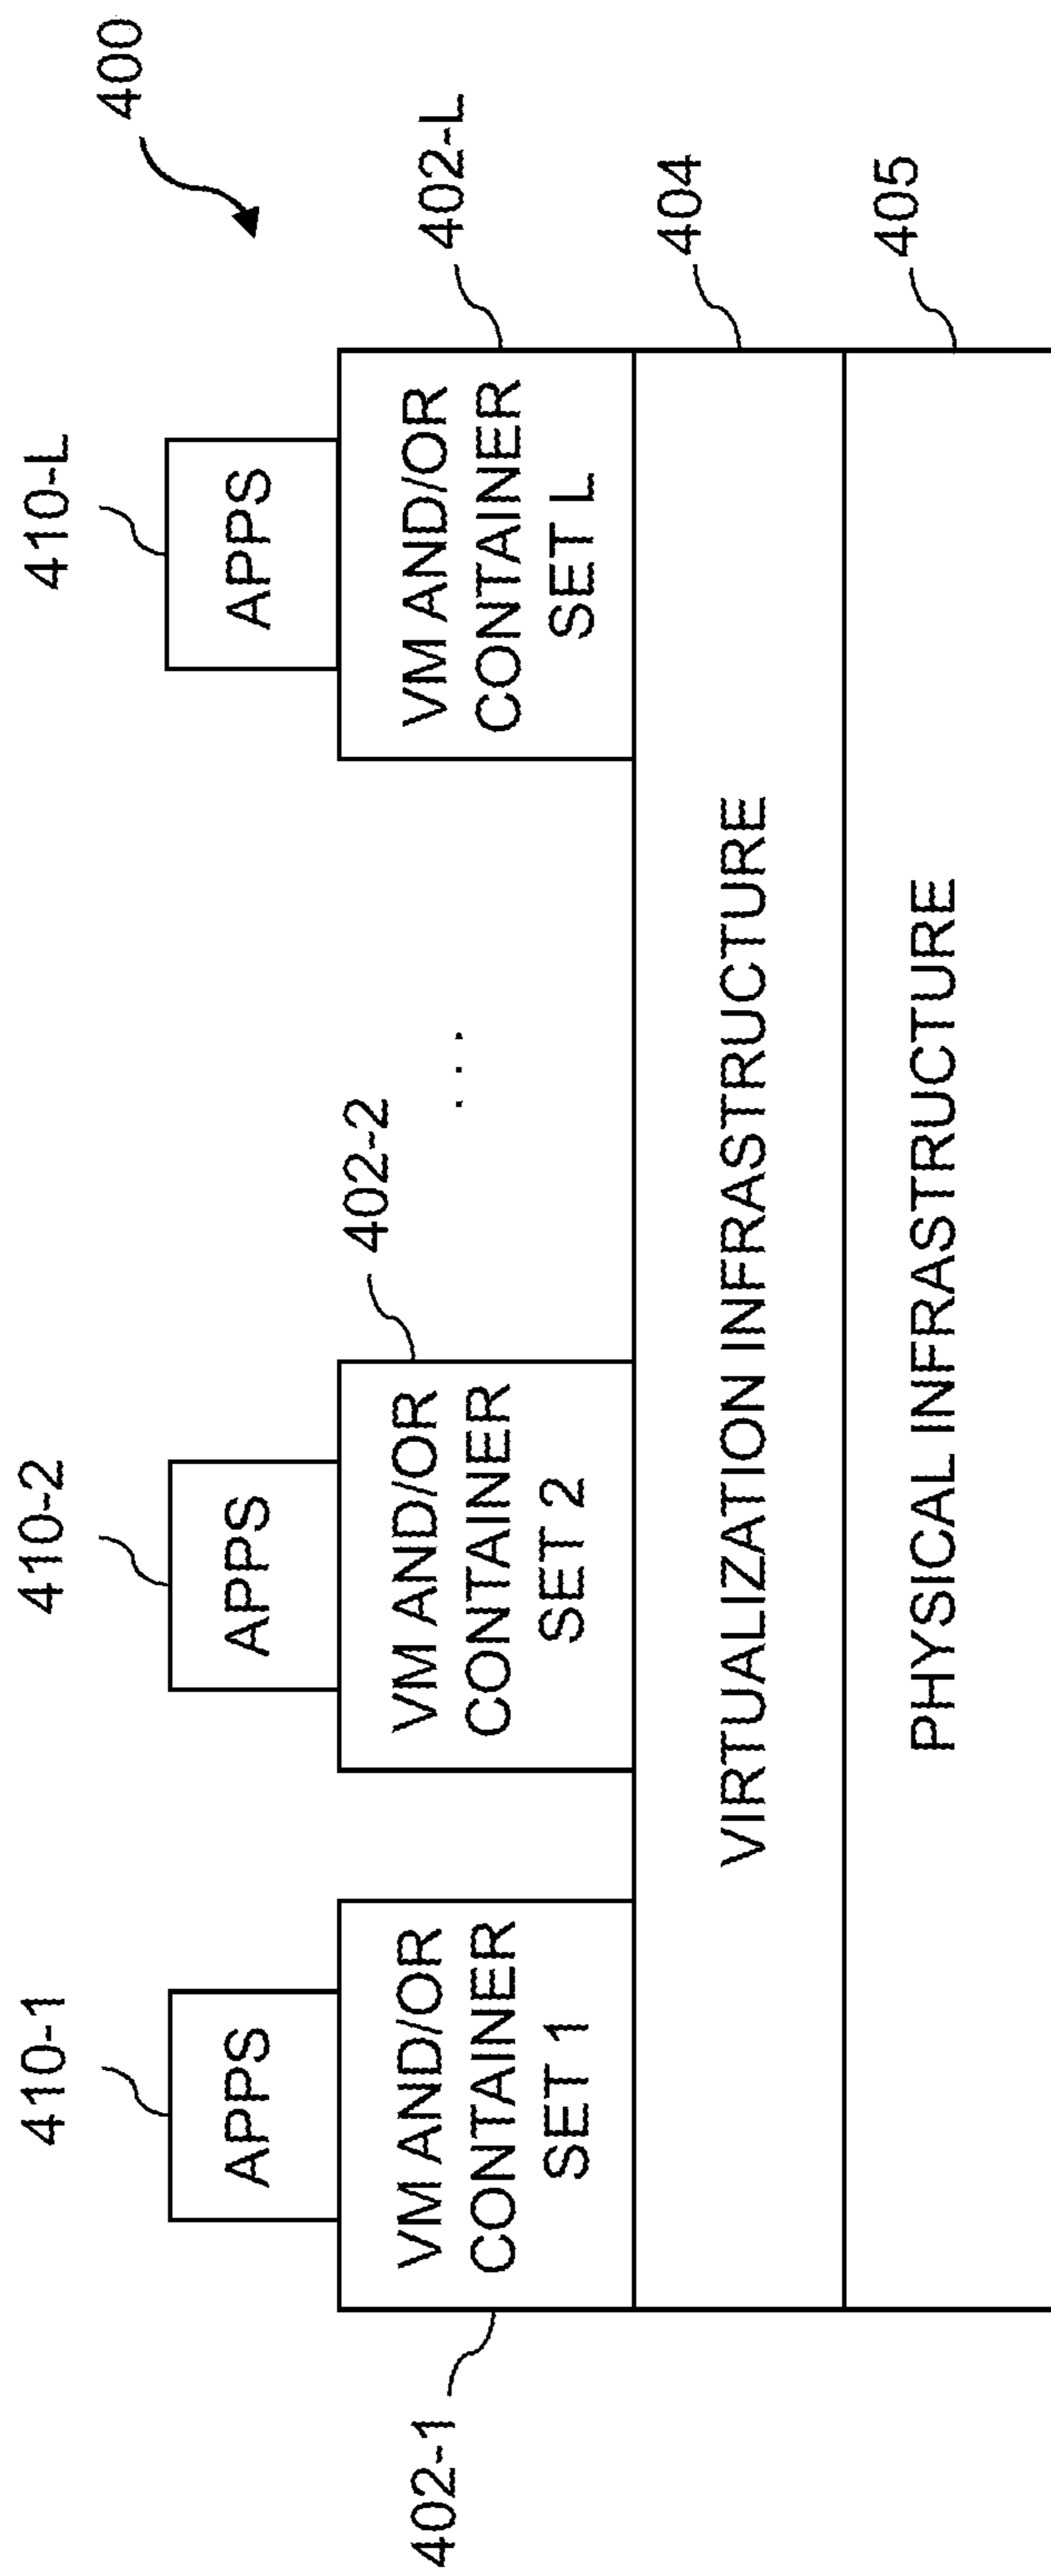 400
410-1
410-2
410-L
APPS
APPS
APPS
402-1
VM AND/OR
CONTAINER
SET 1
VM AND/OR
CONTAINER
SET 2
402-2
. . .
VM AND/OR
CONTAINER
SET L
402-L
VIRTUALIZATION INFRASTRUCTURE
404
PHYSICAL INFRASTRUCTURE
405